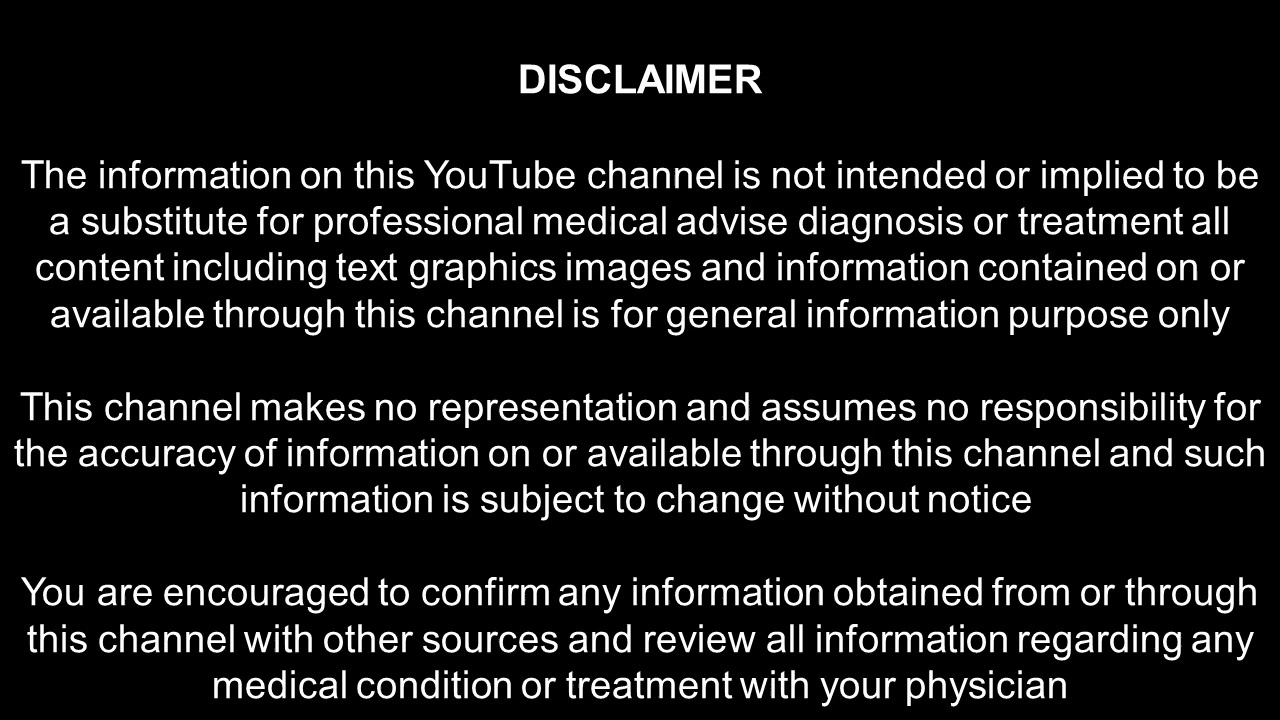 DISCLAIMER
The information on this YouTube channel is not intended or implied to be
a substitute for professional medical advise diagnosis or treatment all
content including text graphics images and information contained on or
available through this channel is for general information purpose only
This channel makes no representation and assumes no responsibility for
the accuracy of information on or available through this channel and such
information is subject to change without notice
You are encouraged to confirm any information obtained from or through
this channel with other sources and review all information regarding any
medical condition or treatment with your physician